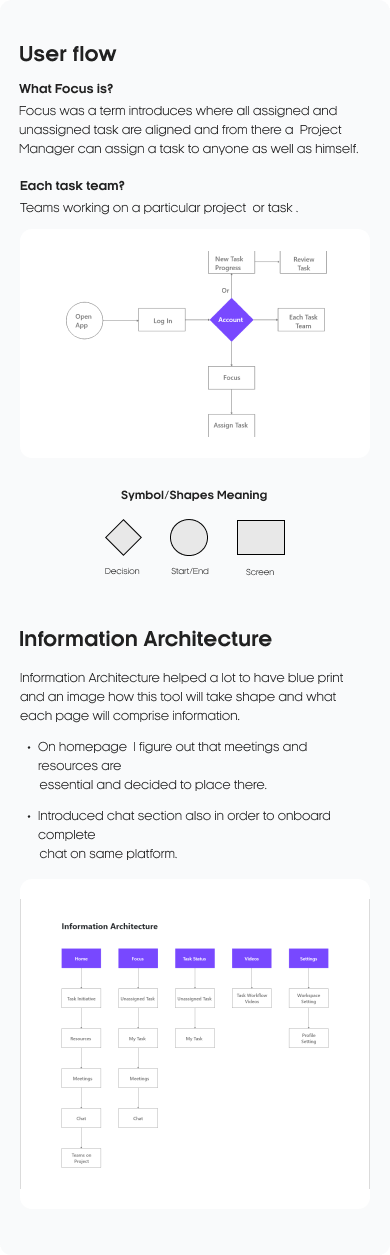 User flow
What Focus is?
Focus was a term introduces where all assigned and
unassigned task are aligned and from there a Project
Manager can assign a task to anyone as well as himself.
Each task team?
Teams working on a particular project or task .
New Task
Progress
Review
Task
Or
Open
App
Log In
Account
Each Task
Team
Focus
Assign Task
Symbol/Shapes Meaning
Decision
Start/End
Screen
Information Architecture
Information Architecture helped a lot to have blue print
and an image how this tool will take shape and what
each page will comprise information.
• On homepage I figure out that meetings and
resources are
essential and decided to place there.
• Introduced chat section also in order to onboard
complete
chat on same platform.
Information Architecture
Home
Focus
Task Status
Videos
Settings
Task Initiative
Unassigned Task
Unassigned Task
Task Workflow
Videos
Workspace
Setting
Resources
My Task
My Task
Profile
Setting
Meetings
Meetings
Chat
Chat
Teams on
Project